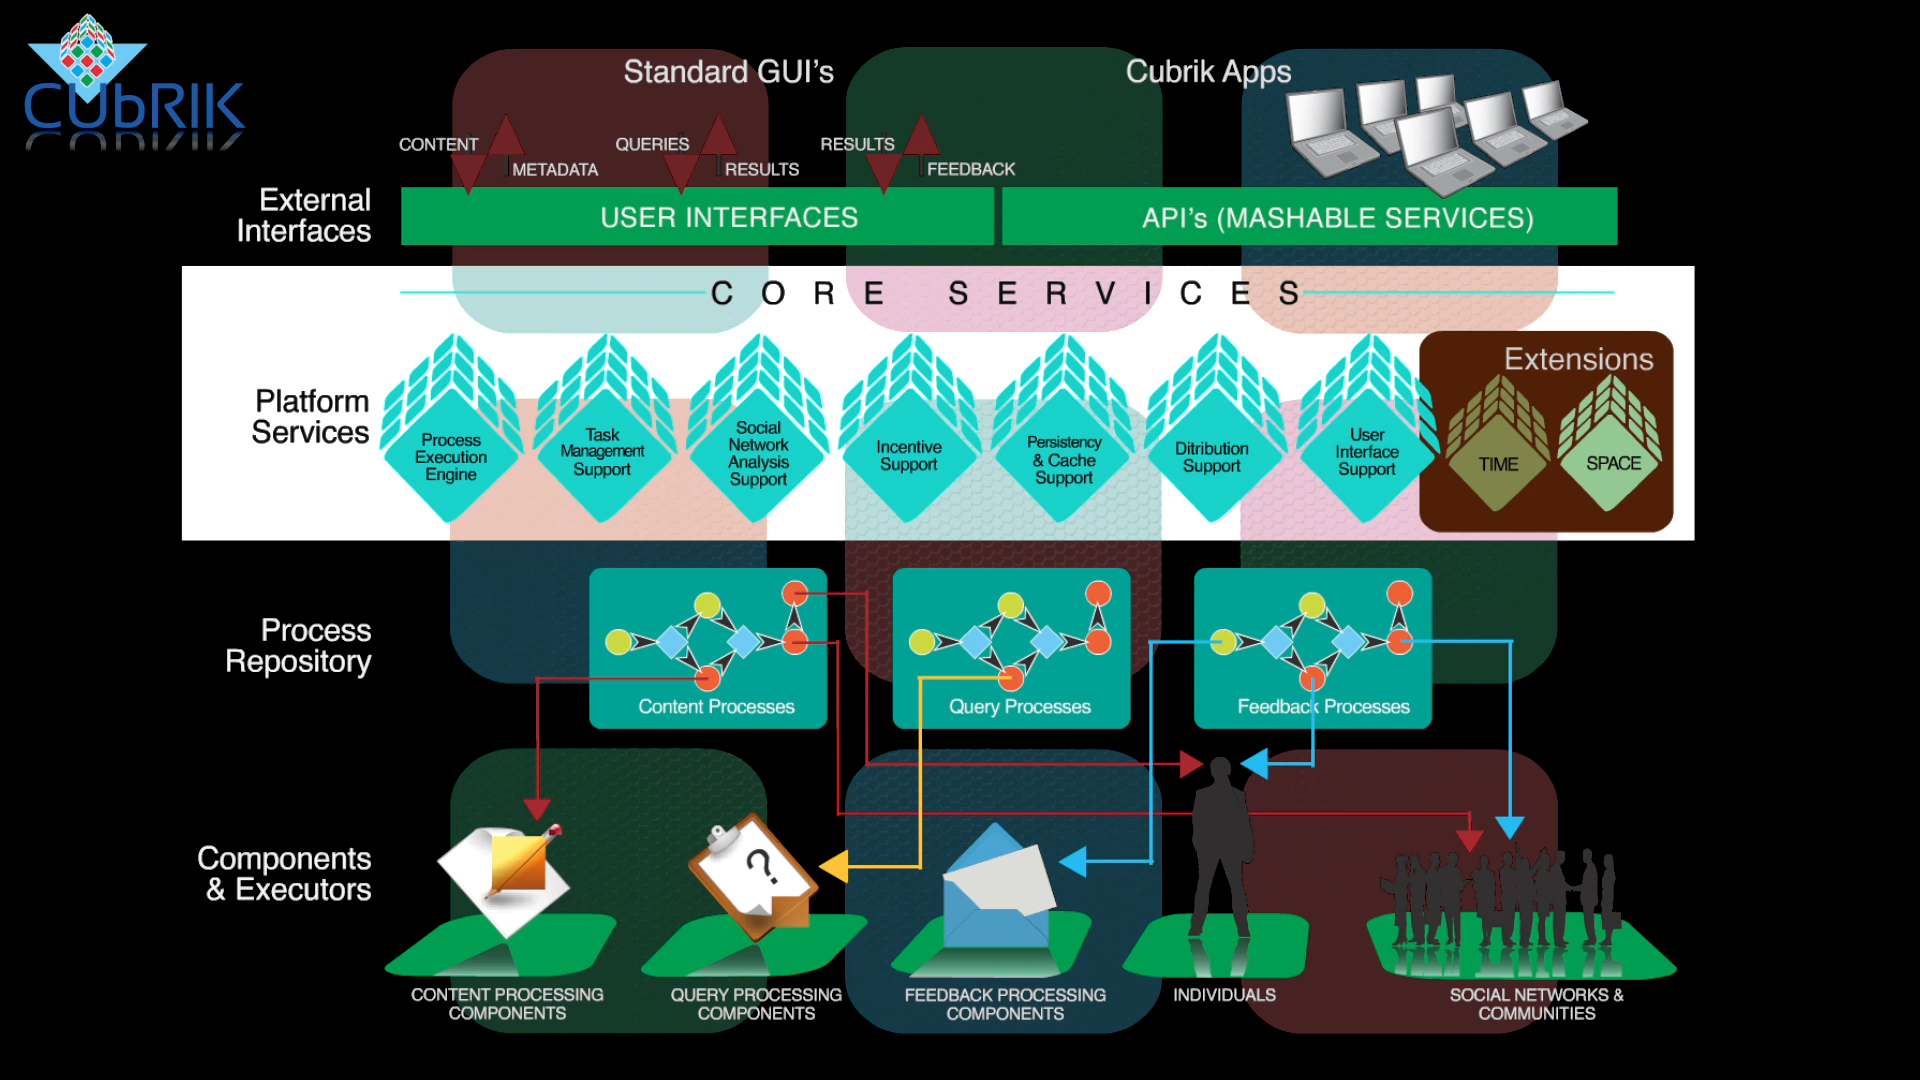 CUbRIK
Standard GUI's
Cubrik Apps
CONTENT
METADATA
QUERIES
RESULTS
RESULTS
FEEDBACK
External
Interfaces
USER INTERFACES
API's (MASHABLE SERVICES)
CORE SERVICES
Platform
Services
Process
Execution
Engine
Task
Management
Support
Social
Network
Analysis
Support
Incentive
Support
Persistency
& Cache
Support
Ditribution
Support
User
Interface
Support
Extensions
TIME
SPACE
Process
Repository
Content Processes
Query Processes
Feedback Processes
Components
& Executors
?
CONTENT PROCESSING
COMPONENTS
QUERY PROCESSING
COMPONENTS
FEEDBACK PROCESSING
COMPONENTS
INDIVIDUALS
SOCIAL NETWORKS &
COMMUNITIES